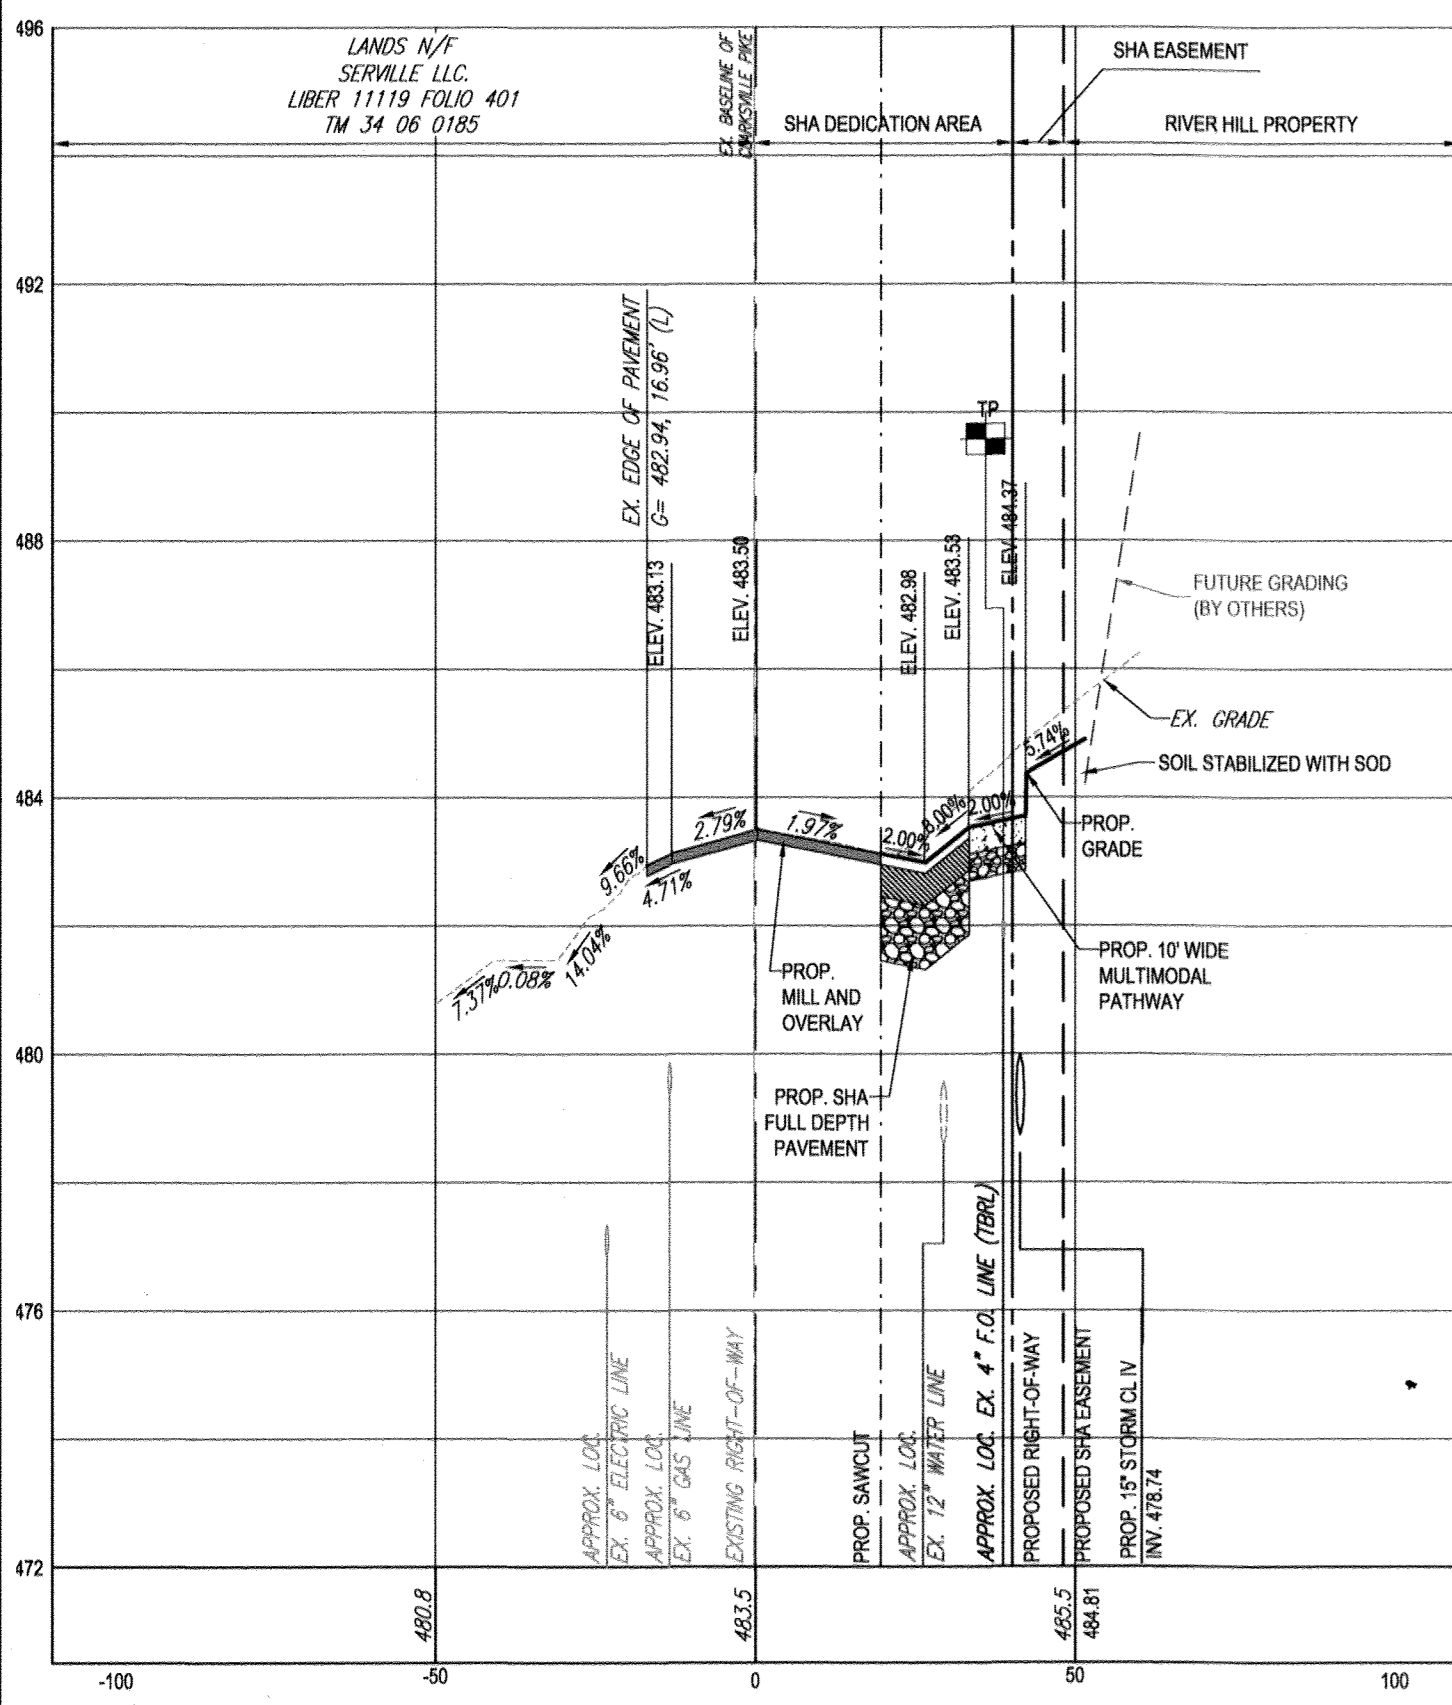 496
492
488
484
480
476
472
LANDS N/F
SERVILLE LLC.
LIBER 11119 FOLIO 401
TM 34 06 0185
EX. BASELINE OF
CLARKSVILLE PIKE
SHA DEDICATION AREA
SHA EASEMENT
RIVER HILL PROPERTY
EX. EDGE OF PAVEMENT
G= 482.94, 16.96' (L)
ELEV. 483.13
ELEV. 483.50
ELEV. 482.98
ELEV. 483.53
TP
ELEV. 484.37
FUTURE GRADING
(BY OTHERS)
EX. GRADE
SOIL STABILIZED WITH SOD
PROP.
GRADE
5.74%
2.00%
8.00%
2.00%
1.97%
2.79%
4.71%
9.66%
14.04%
0.08%
7.37%
PROP.
MILL AND
OVERLAY
PROP. 10' WIDE
MULTIMODAL
PATHWAY
PROP. SHA
FULL DEPTH
PAVEMENT
APPROX. LOC.
EX. 6" ELECTRIC LINE
APPROX. LOC.
EX. 6" GAS LINE
EXISTING RIGHT-OF-WAY
PROP. SAWCUT
APPROX. LOC.
EX. 12" WATER LINE
APPROX. LOC. EX. 4" F.O. LINE (TBRL)
PROPOSED RIGHT-OF-WAY
PROPOSED SHA EASEMENT
PROP. 15" STORM CL IV
INV. 478.74
480.8
483.5
485.5
484.81
-100
-50
0
50
100